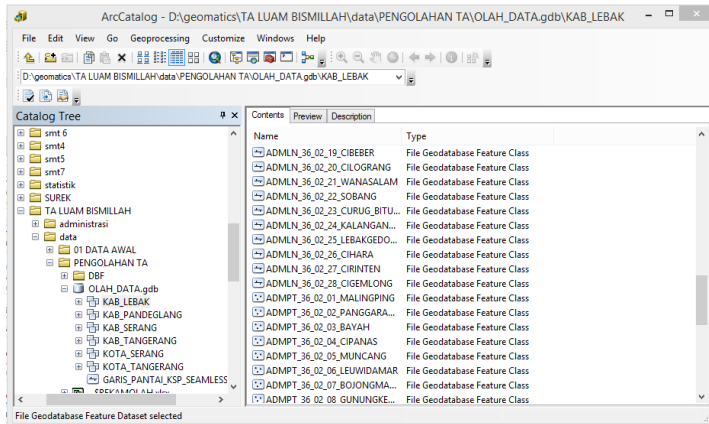 ArcCatalog - D:\geomatics\TA LUAM BISMILLAH\data\PENGOLAHAN TA\OLAH_DATA.gdb\KAB_LEBAK
File Edit View Go Geoprocessing Customize Windows Help
D:\geomatics\TA LUAM BISMILLAH\data\PENGOLAHAN TA\OLAH_DATA.gdb\KAB_LEBAK
Catalog Tree
smt 6
smt4
smt5
smt7
statistik
SUREK
TA LUAM BISMILLAH
administrasi
data
01 DATA AWAL
PENGOLAHAN TA
DBF
OLAH_DATA.gdb
KAB_LEBAK
KAB_PANDEGLANG
KAB_SERANG
KAB_TANGERANG
KOTA_SERANG
KOTA_TANGERANG
GARIS_PANTAI_KSP_SEAMLESS
Contents Preview Description
Name Type
ADMLN_36_02_19_CIBEBER File Geodatabase Feature Class
ADMLN_36_02_20_CILOGRANG File Geodatabase Feature Class
ADMLN_36_02_21_WANASALAM File Geodatabase Feature Class
ADMLN_36_02_22_SOBANG File Geodatabase Feature Class
ADMLN_36_02_23_CURUG_BITU... File Geodatabase Feature Class
ADMLN_36_02_24_KALANGAN... File Geodatabase Feature Class
ADMLN_36_02_25_LEBAKGEDO... File Geodatabase Feature Class
ADMLN_36_02_26_CIHARA File Geodatabase Feature Class
ADMLN_36_02_27_CIRINTEN File Geodatabase Feature Class
ADMLN_36_02_28_CIGEMLONG File Geodatabase Feature Class
ADMPT_36_02_01_MALINGPING File Geodatabase Feature Class
ADMPT_36_02_02_PANGGARA... File Geodatabase Feature Class
ADMPT_36_02_03_BAYAH File Geodatabase Feature Class
ADMPT_36_02_04_CIPANAS File Geodatabase Feature Class
ADMPT_36_02_05_MUNCANG File Geodatabase Feature Class
ADMPT_36_02_06_LEUWIDAMAR File Geodatabase Feature Class
ADMPT_36_02_07_BOJONGMA... File Geodatabase Feature Class
ADMPT_36_02_08_GUNUNGKE... File Geodatabase Feature Class
File Geodatabase Feature Dataset selected